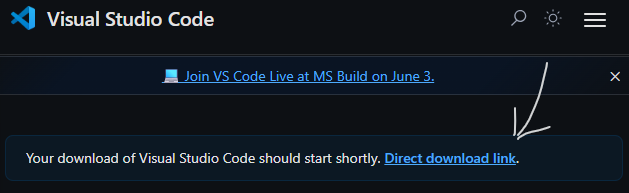 Visual Studio Code
Join VS Code Live at MS Build on June 3.
Your download of Visual Studio Code should start shortly. Direct download link.